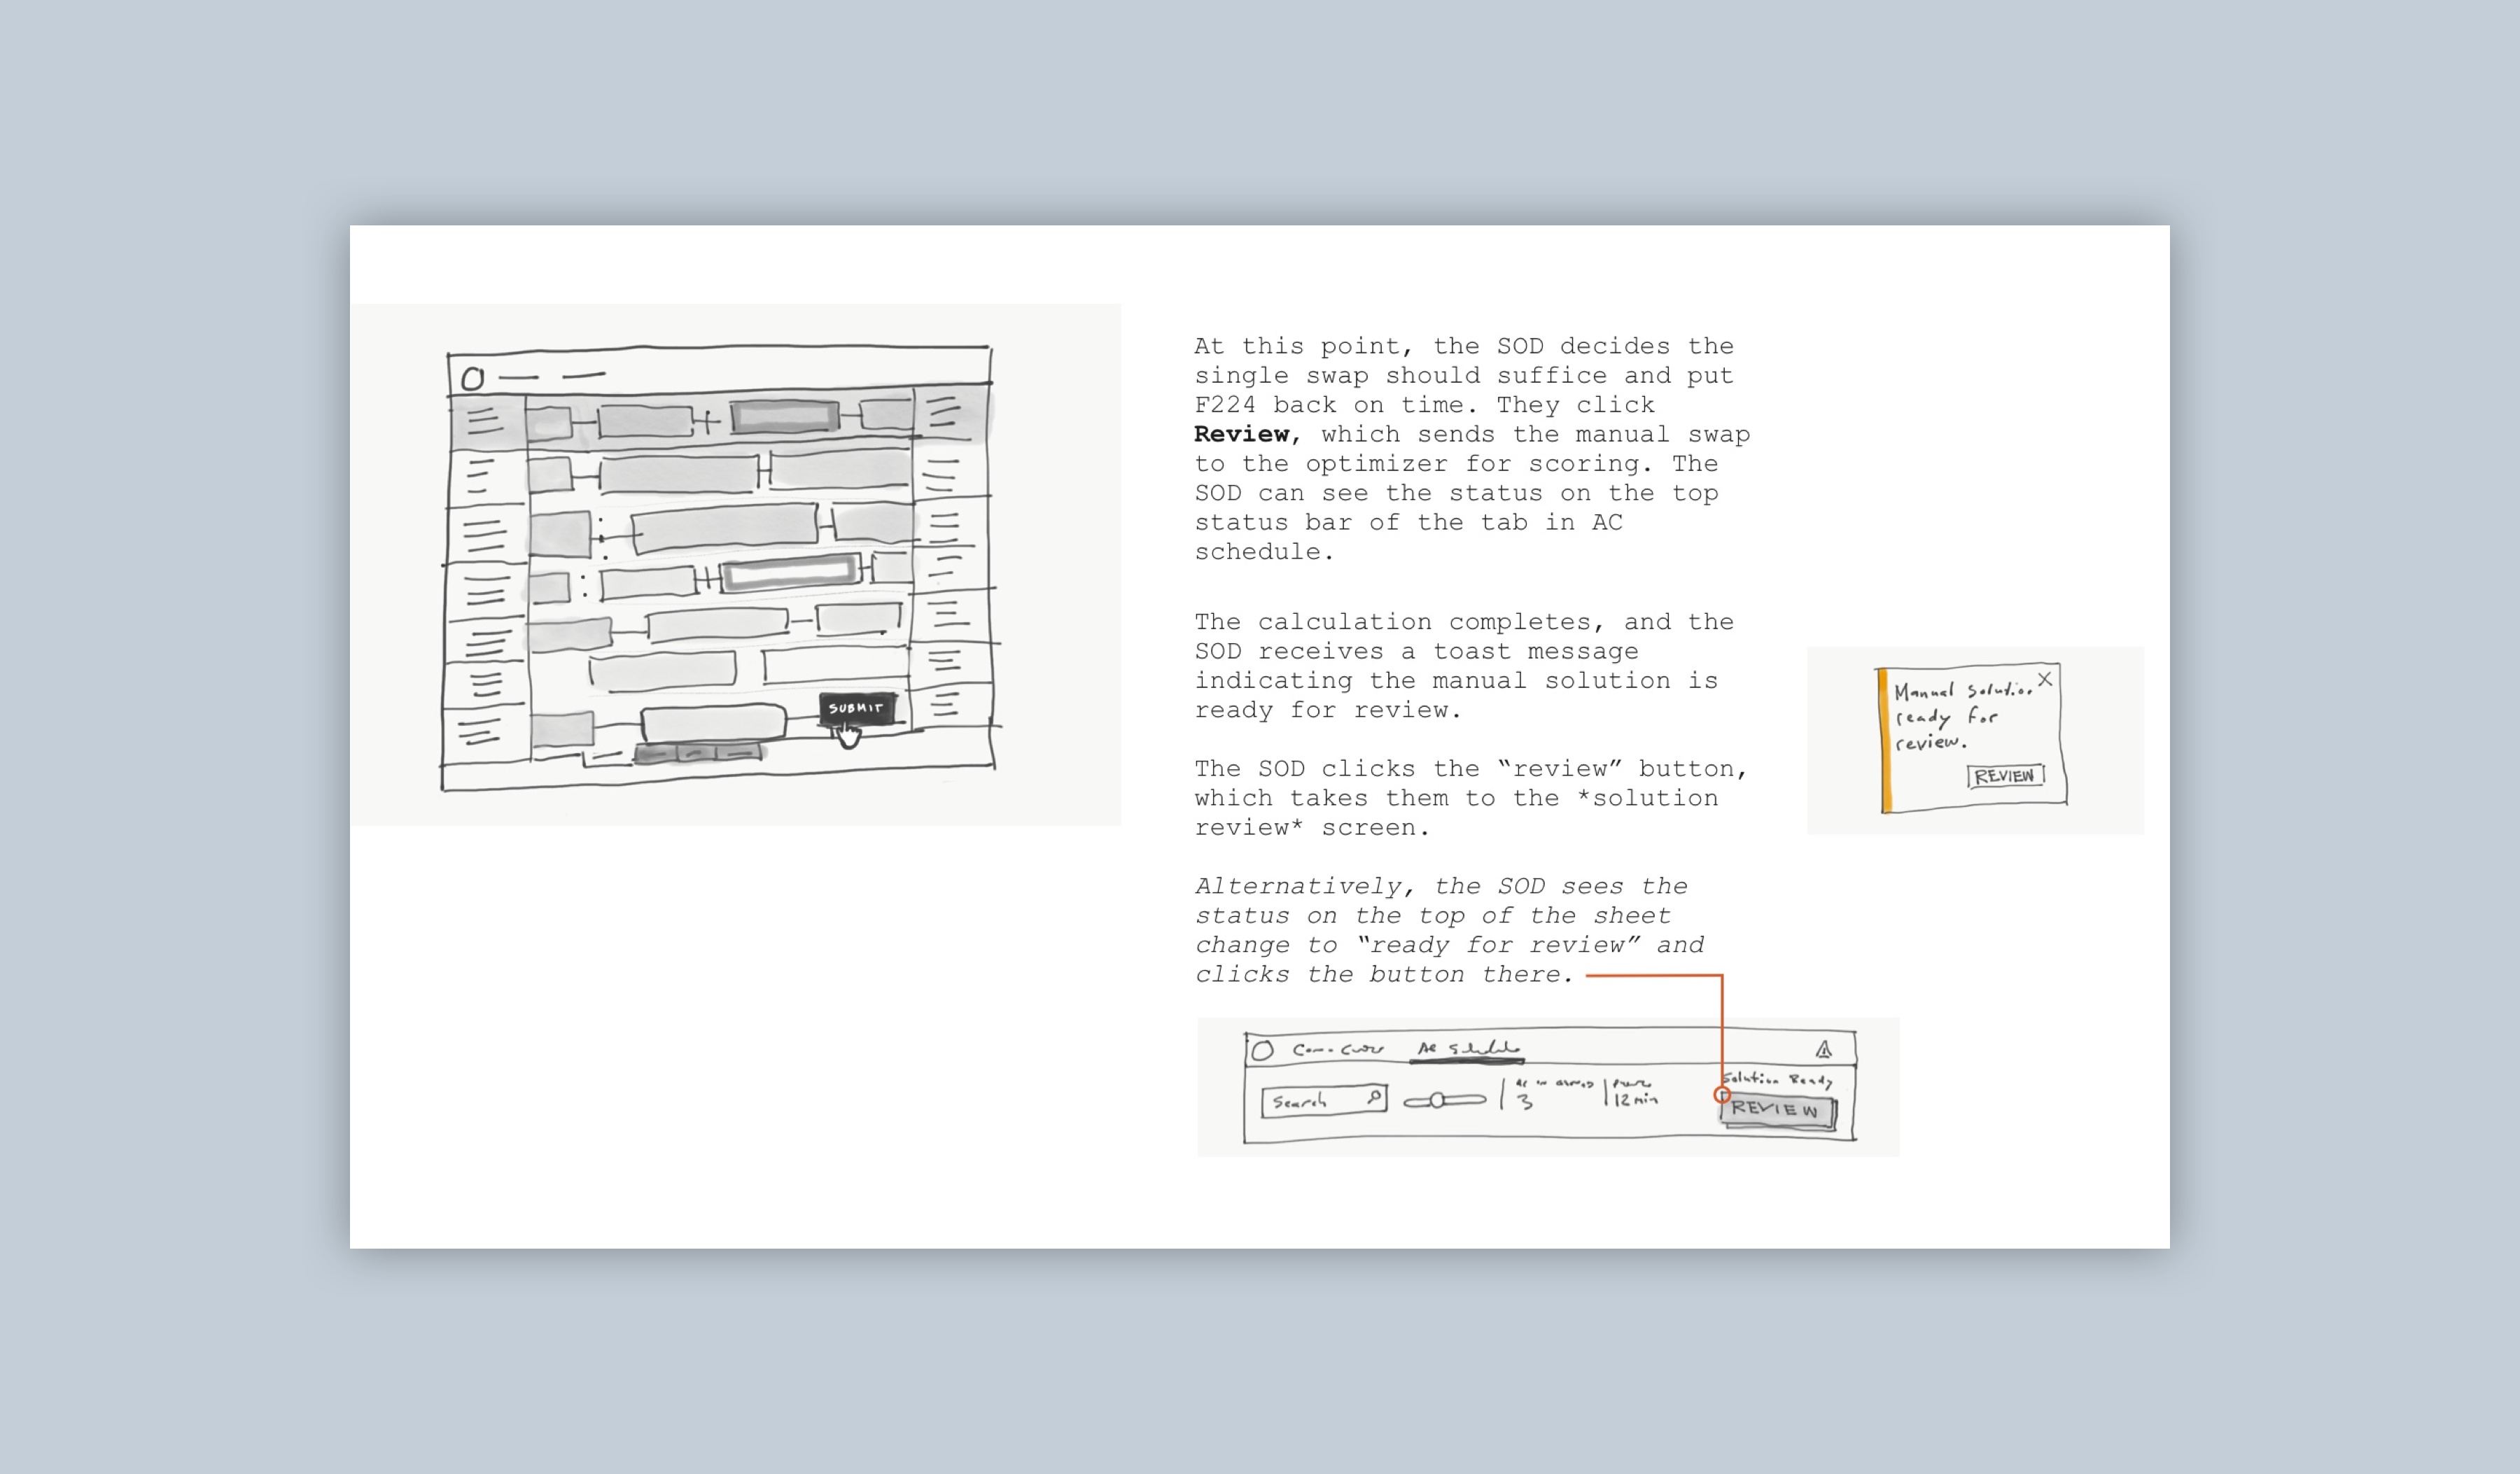 SUBMIT
At this point, the SOD decides the
single swap should suffice and put
F224 back on time. They click
Review, which sends the manual swap
to the optimizer for scoring. The
SOD can see the status on the top
status bar of the tab in AC
schedule.
The calculation completes, and the
SOD receives a toast message
indicating the manual solution is
ready for review.
The SOD clicks the “review” button,
which takes them to the *solution
review* screen.
Alternatively, the SOD sees the
status on the top of the sheet
change to “ready for review” and
clicks the button there.
Manual Solution
ready for
review.
REVIEW
AC Schedule
Solution Ready
Search
3
12 min
REVIEW